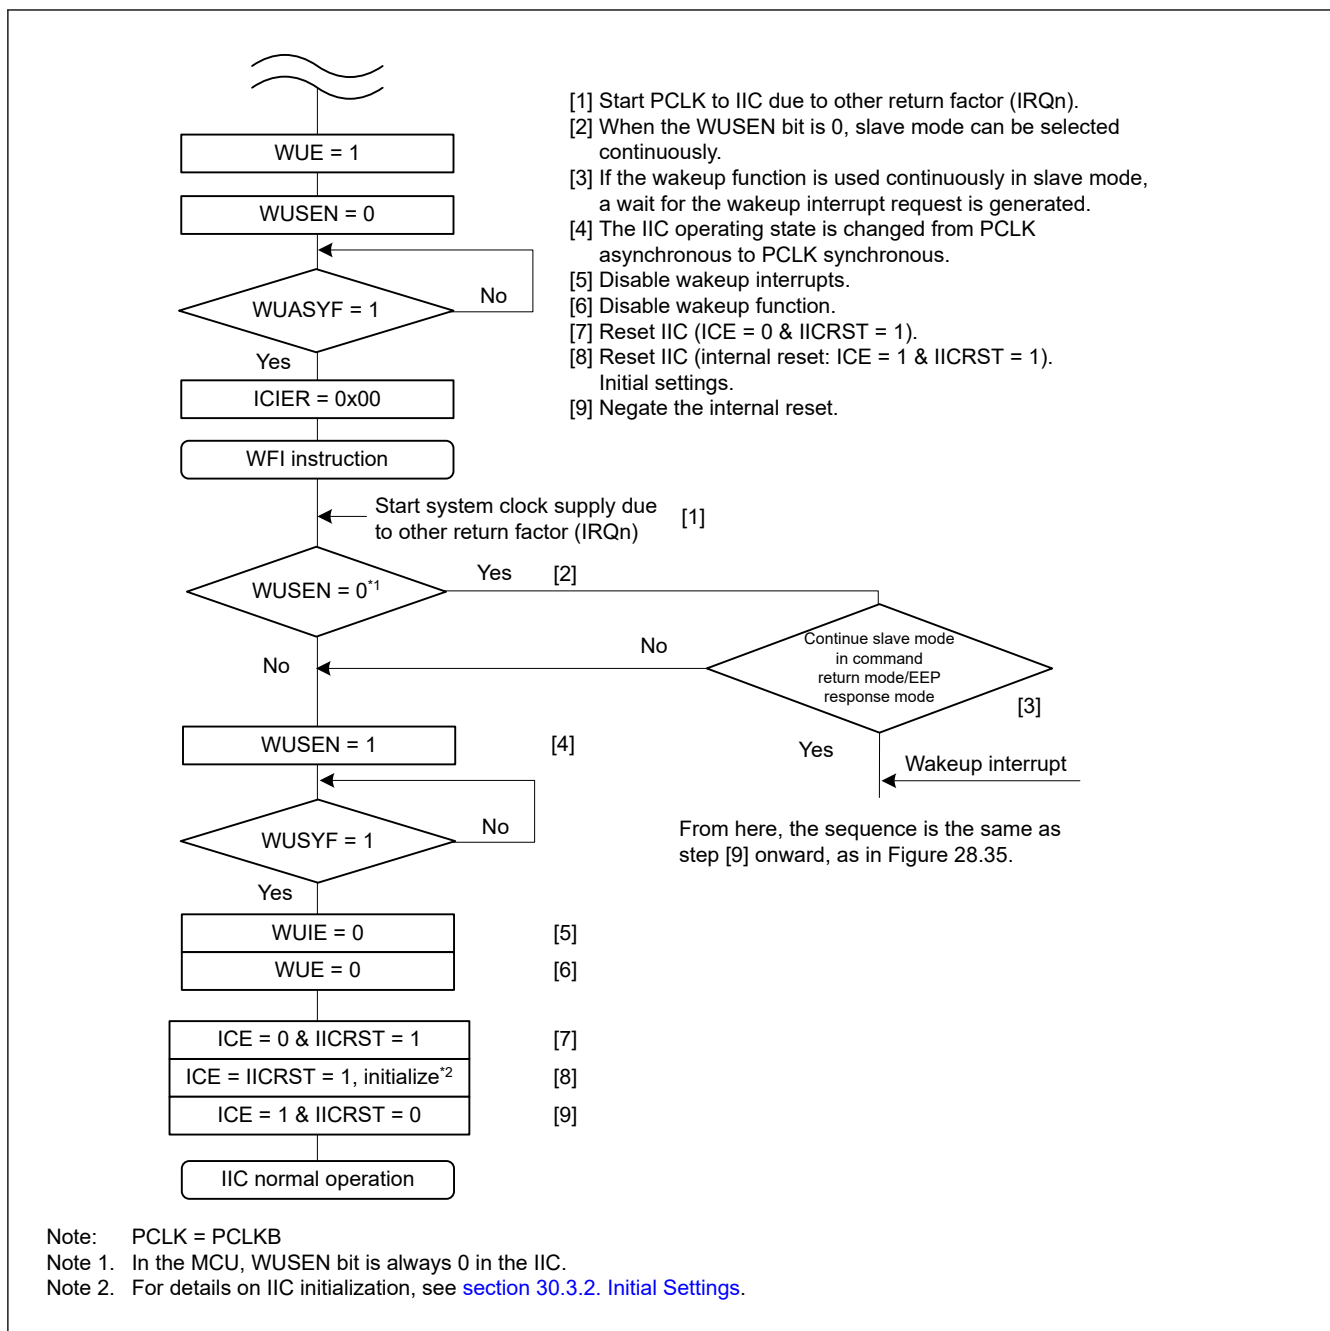 WUE = 1
WUSEN = 0
WUASYF = 1
No
Yes
ICIER = 0x00
WFI instruction
[1] Start PCLK to IIC due to other return factor (IRQn).
[2] When the WUSEN bit is 0, slave mode can be selected
continuously.
[3] If the wakeup function is used continuously in slave mode,
a wait for the wakeup interrupt request is generated.
[4] The IIC operating state is changed from PCLK
asynchronous to PCLK synchronous.
[5] Disable wakeup interrupts.
[6] Disable wakeup function.
[7] Reset IIC (ICE = 0 & IICRST = 1).
[8] Reset IIC (internal reset: ICE = 1 & IICRST = 1).
Initial settings.
[9] Negate the internal reset.
Start system clock supply due
to other return factor (IRQn)
[1]
WUSEN = 0*1
Yes [2]
No
No
Continue slave mode
in command
return mode/EEP
response mode
[3]
Yes
Wakeup interrupt
From here, the sequence is the same as
step [9] onward, as in Figure 28.35.
WUSEN = 1 [4]
WUSYF = 1
No
Yes
WUIE = 0 [5]
WUE = 0 [6]
ICE = 0 & IICRST = 1 [7]
ICE = IICRST = 1, initialize*2 [8]
ICE = 1 & IICRST = 0 [9]
IIC normal operation
Note: PCLK = PCLKB
Note 1. In the MCU, WUSEN bit is always 0 in the IIC.
Note 2. For details on IIC initialization, see section 30.3.2. Initial Settings.